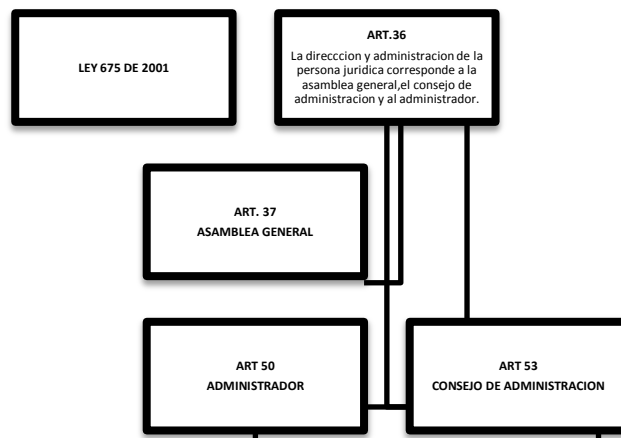 LEY 675 DE 2001
ART.36
La direcccion y administracion de la
persona juridica corresponde a la
asamblea general,el consejo de
administracion y al administrador.
ART. 37
ASAMBLEA GENERAL
ART 50
ADMINISTRADOR
ART 53
CONSEJO DE ADMINISTRACION